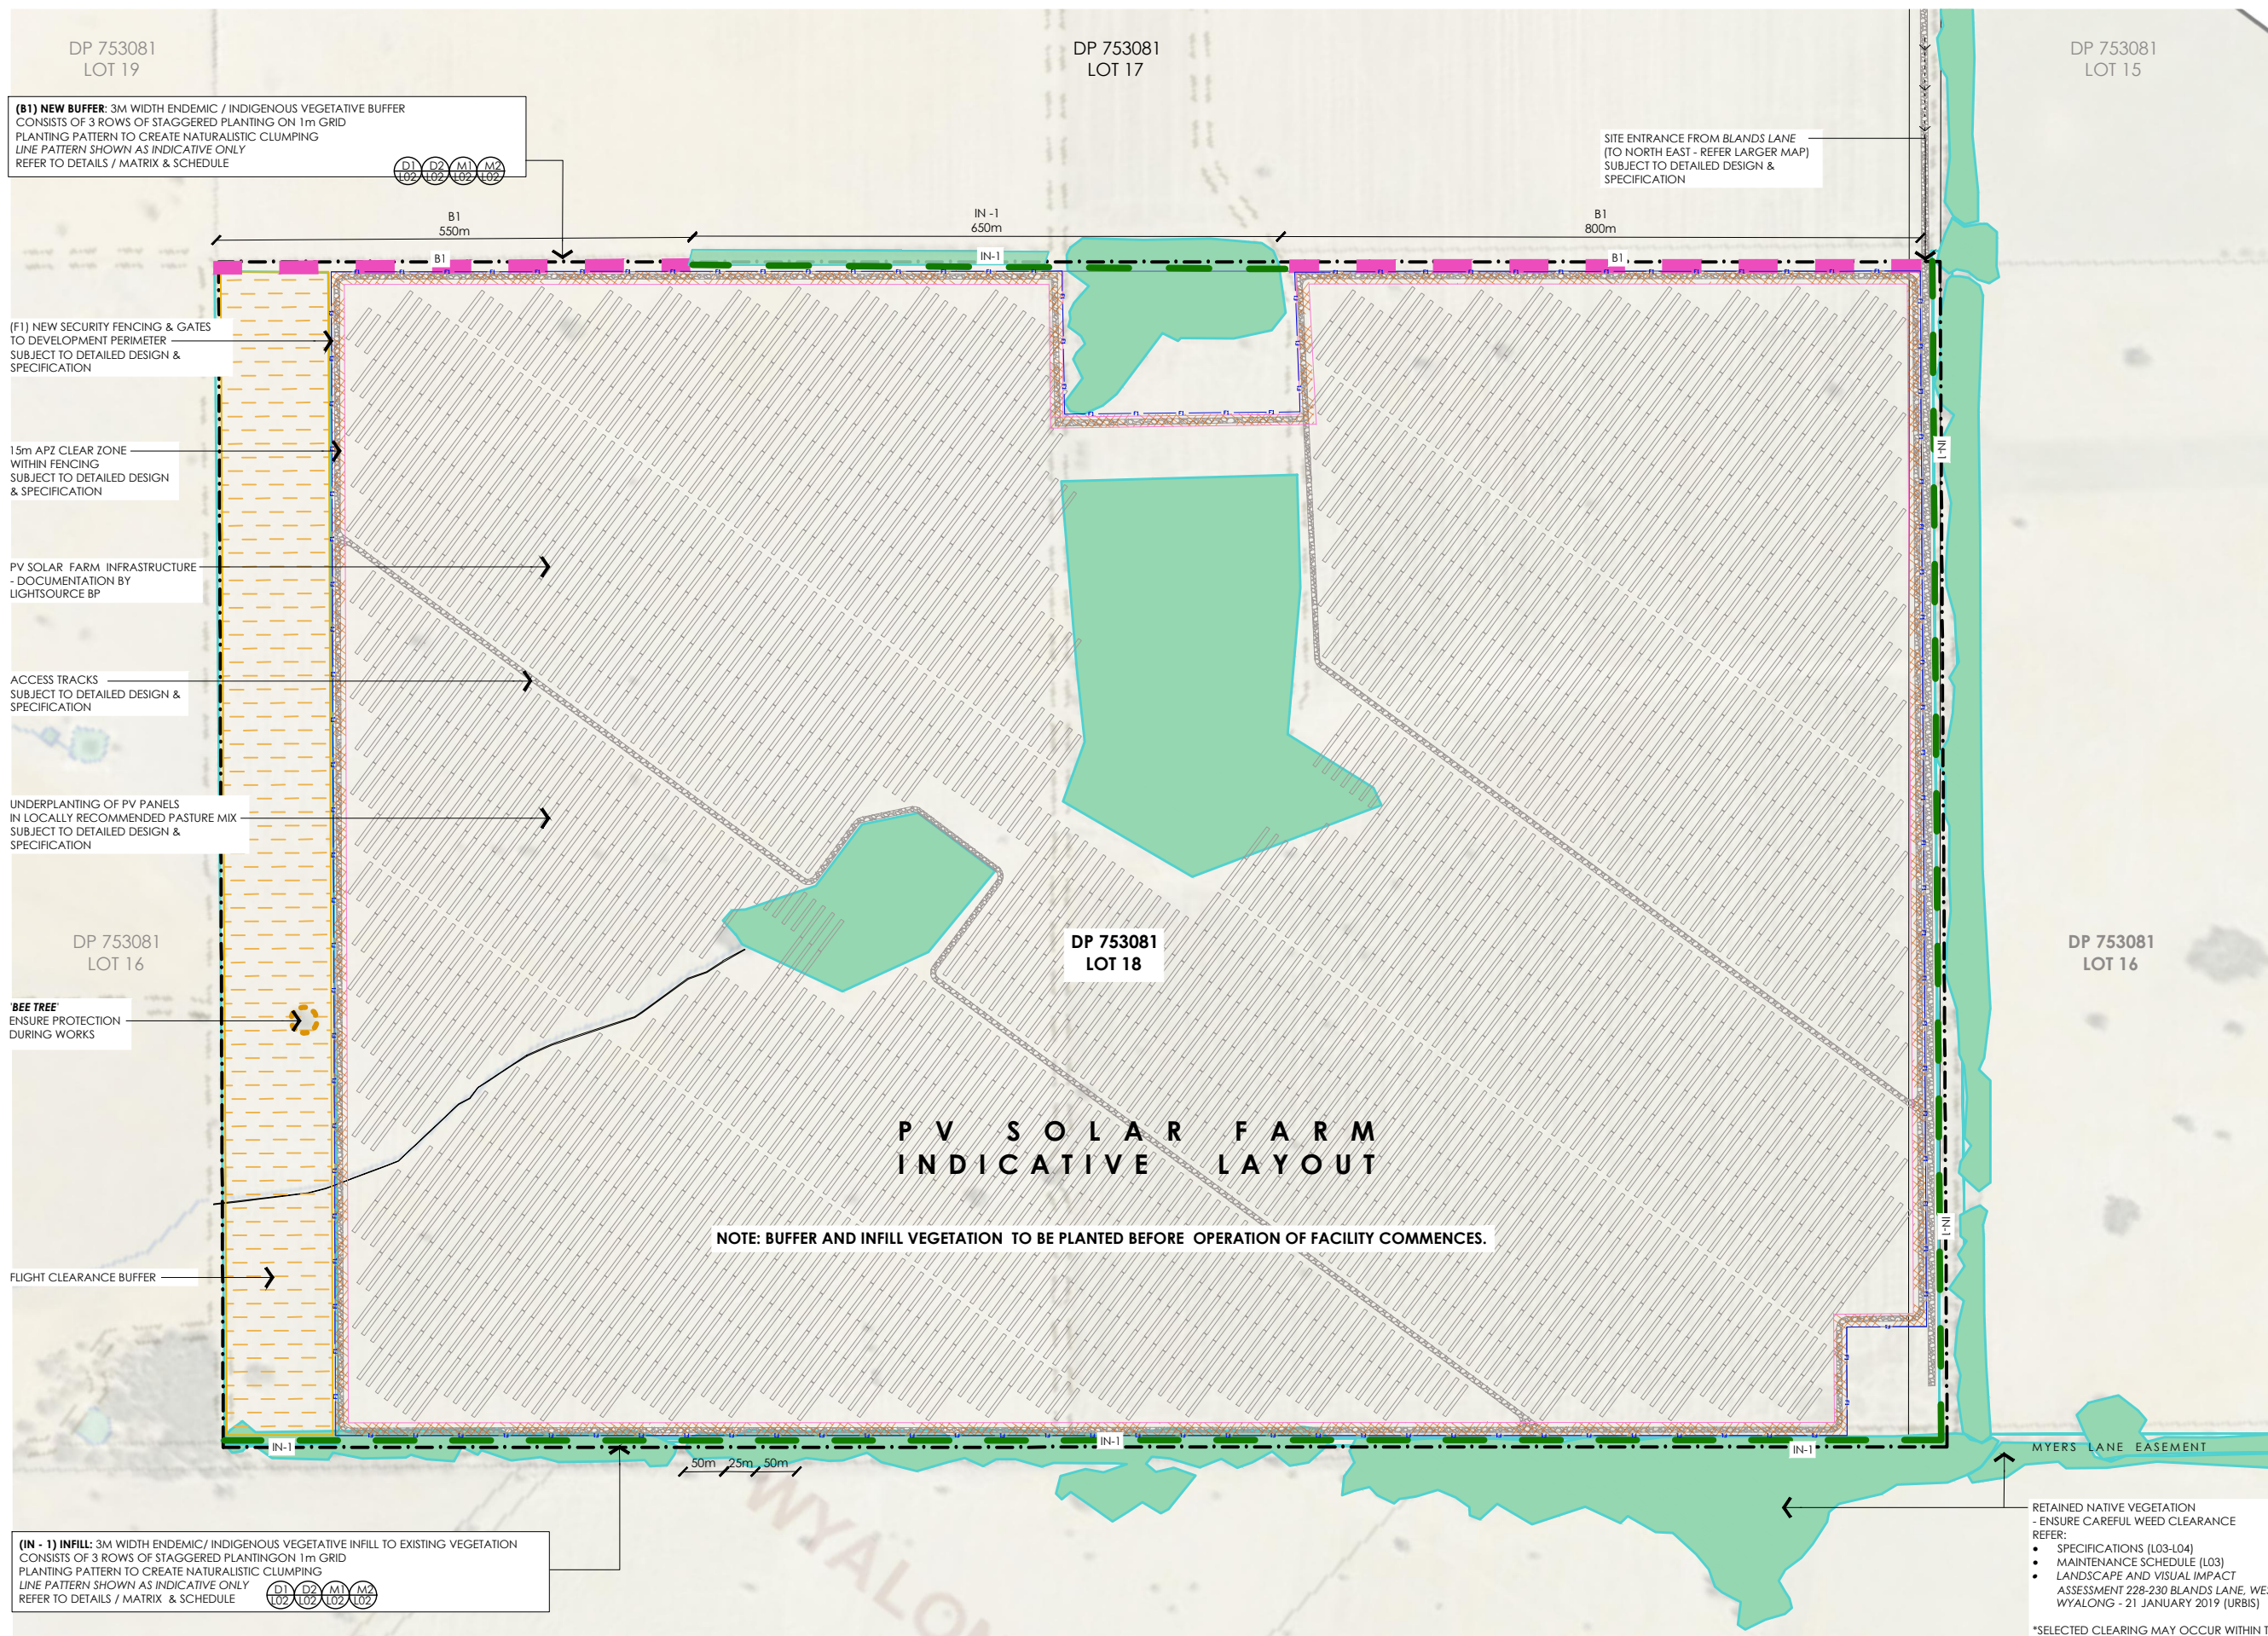 DP 753081
LOT 19
DP 753081
LOT 17
DP 753081
LOT 15
(B1) NEW BUFFER: 3M WIDTH ENDEMIC / INDIGENOUS VEGETATIVE BUFFER
CONSISTS OF 3 ROWS OF STAGGERED PLANTING ON 1m GRID
PLANTING PATTERN TO CREATE NATURALISTIC CLUMPING
LINE PATTERN SHOWN AS INDICATIVE ONLY
REFER TO DETAILS / MATRIX & SCHEDULE
D1 D2 M1 M2
L02 L02 L02 L02
SITE ENTRANCE FROM BLANDS LANE
(TO NORTH EAST - REFER LARGER MAP)
SUBJECT TO DETAILED DESIGN &
SPECIFICATION
B1
550m
IN -1
650m
B1
800m
B1
IN-1
B1
(F1) NEW SECURITY FENCING & GATES
TO DEVELOPMENT PERIMETER
SUBJECT TO DETAILED DESIGN &
SPECIFICATION
15m APZ CLEAR ZONE
WITHIN FENCING
SUBJECT TO DETAILED DESIGN
& SPECIFICATION
IN-1
PV SOLAR FARM INFRASTRUCTURE
- DOCUMENTATION BY
LIGHTSOURCE BP
ACCESS TRACKS
SUBJECT TO DETAILED DESIGN &
SPECIFICATION
UNDERPLANTING OF PV PANELS
IN LOCALLY RECOMMENDED PASTURE MIX
SUBJECT TO DETAILED DESIGN &
SPECIFICATION
DP 753081
LOT 16
DP 753081
LOT 18
DP 753081
LOT 16
'BEE TREE'
ENSURE PROTECTION
DURING WORKS
PV SOLAR FARM
INDICATIVE LAYOUT
IN-1
NOTE: BUFFER AND INFILL VEGETATION TO BE PLANTED BEFORE OPERATION OF FACILITY COMMENCES.
FLIGHT CLEARANCE BUFFER
IN-1
IN-1
IN-1
MYERS LANE EASEMENT
50m 25m 50m
WYALON
(IN - 1) INFILL: 3M WIDTH ENDEMIC/ INDIGENOUS VEGETATIVE INFILL TO EXISTING VEGETATION
CONSISTS OF 3 ROWS OF STAGGERED PLANTINGON 1m GRID
PLANTING PATTERN TO CREATE NATURALISTIC CLUMPING
LINE PATTERN SHOWN AS INDICATIVE ONLY
REFER TO DETAILS / MATRIX & SCHEDULE
D1 D2 M1 M2
L02 L02 L02 L02
RETAINED NATIVE VEGETATION
- ENSURE CAREFUL WEED CLEARANCE
REFER:
• SPECIFICATIONS (L03-L04)
• MAINTENANCE SCHEDULE (L03)
• LANDSCAPE AND VISUAL IMPACT
ASSESSMENT 228-230 BLANDS LANE, WES
WYALONG - 21 JANUARY 2019 (URBIS)
*SELECTED CLEARING MAY OCCUR WITHIN T